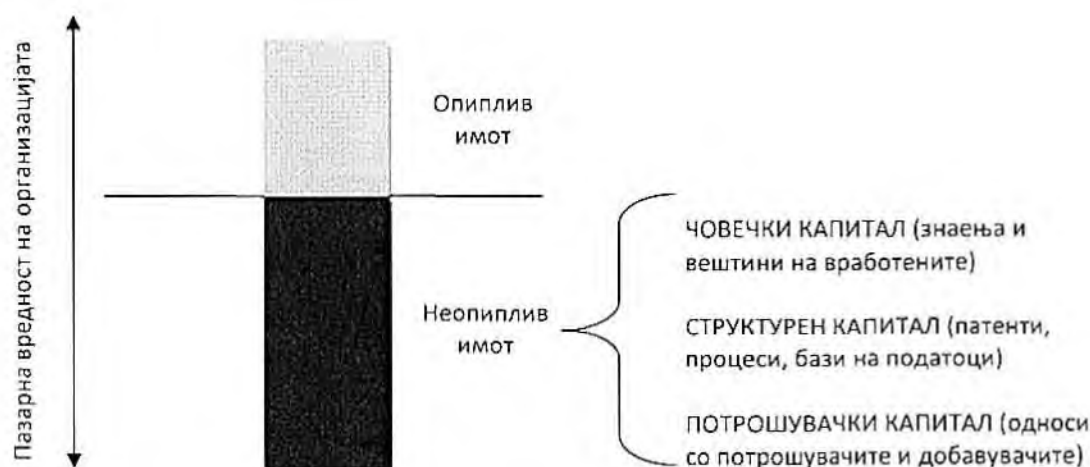 Пазарна вредност на организацијата
Опиплив
имот
Неопиплив
имот
ЧОВЕЧКИ КАПИТАЛ (знаења и
вештини на вработените)
СТРУКТУРЕН КАПИТАЛ (патенти,
процеси, бази на податоци)
ПОТРОШУВАЧКИ КАПИТАЛ (односи
со потрошувачите и добавувачите)